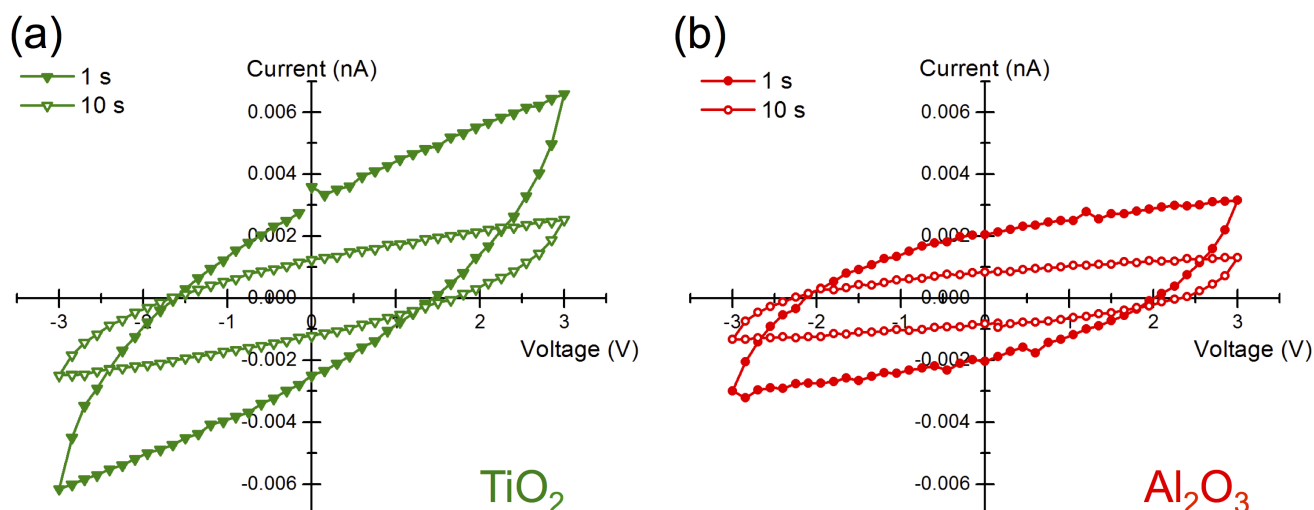 (a)
1 s
10 s
Current (nA)
0.006
0.004
0.002
0.000
-0.002
-0.004
-0.006
-3
-2
-1
0
1
2
3
Voltage (V)
TiO₂
(b)
1 s
10 s
Current (nA)
0.006
0.004
0.002
0.000
-0.002
-0.004
-0.006
-3
-2
-1
0
1
2
3
Voltage (V)
Al₂O₃